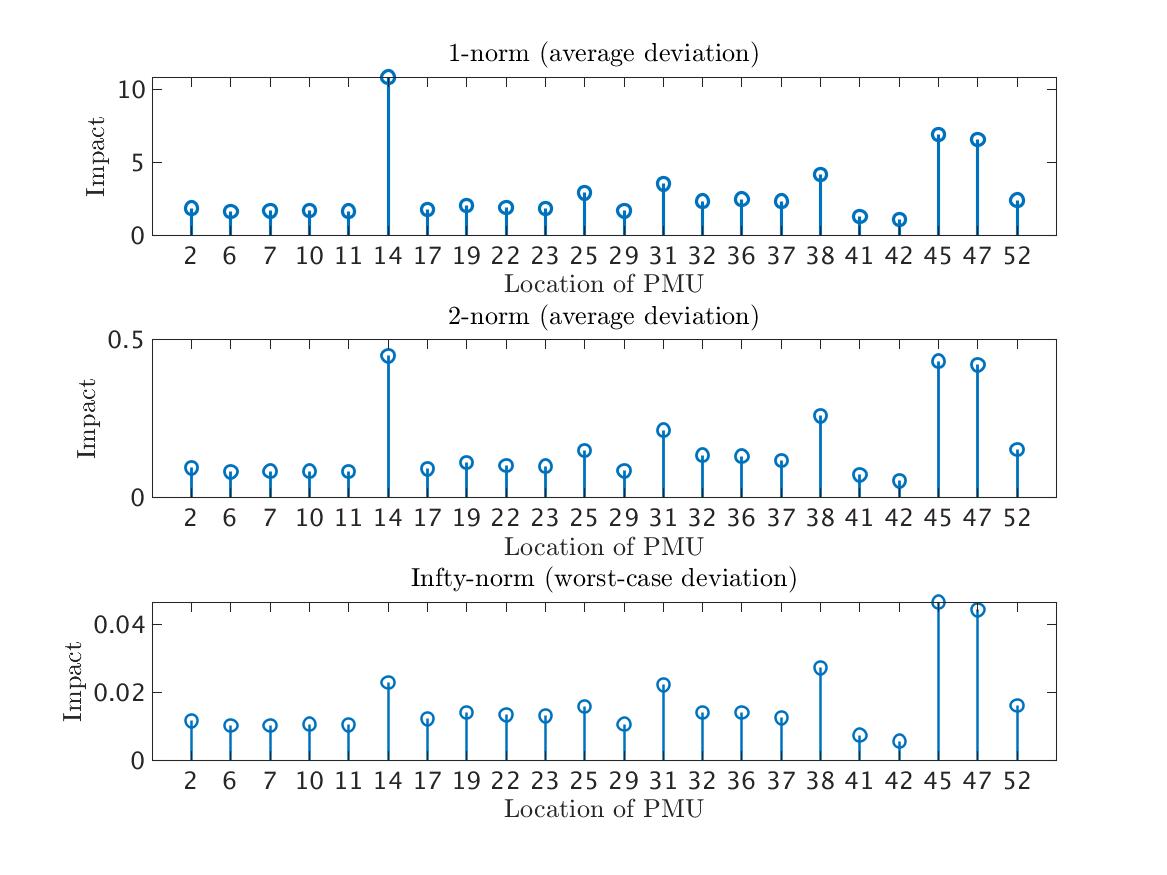 1-norm (average deviation)
10
5
0
Impact
2 6 7 10 11 14 17 19 22 23 25 29 31 32 36 37 38 41 42 45 47 52
Location of PMU
2-norm (average deviation)
0.5
0
Impact
2 6 7 10 11 14 17 19 22 23 25 29 31 32 36 37 38 41 42 45 47 52
Location of PMU
Infty-norm (worst-case deviation)
0.04
0.02
0
Impact
2 6 7 10 11 14 17 19 22 23 25 29 31 32 36 37 38 41 42 45 47 52
Location of PMU